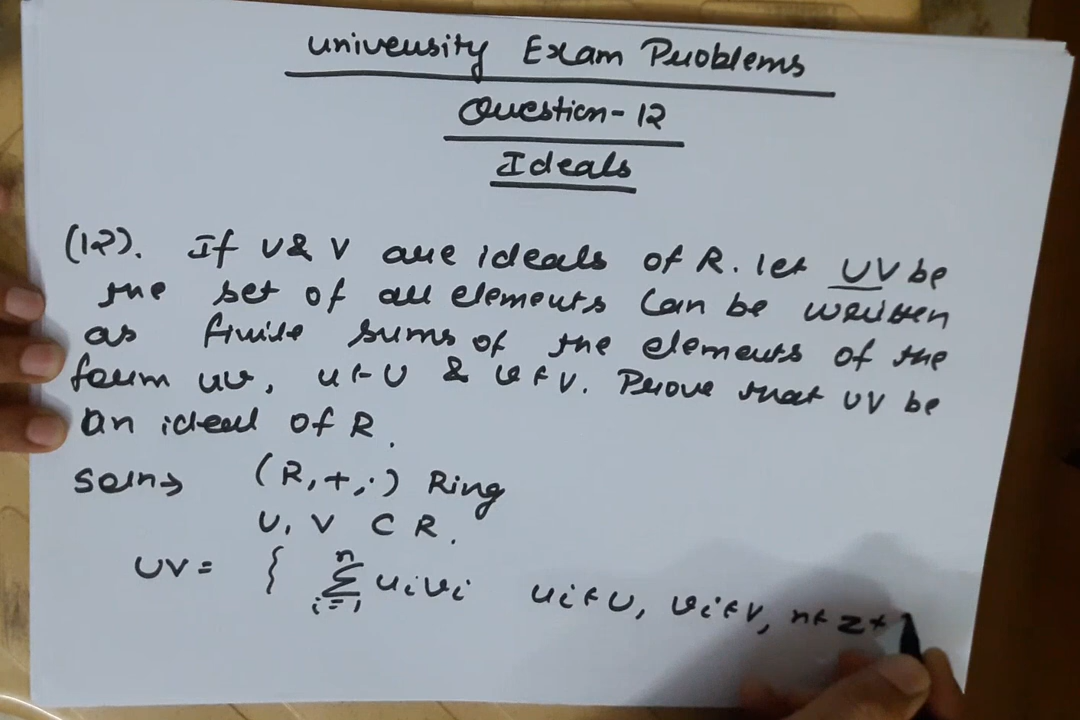 University Exam Problems
Question-12
Ideals
(12). If U & V are ideals of R. let UV be
the set of all elements Can be written
as finite sums of the elements of the
form uv, u ∈ U & v ∈ V. Prove that UV be
an ideal of R.
Soln→ (R,+,.) Ring
U, V ⊂ R.
UV = { n Σ i=1 uivi ui ∈ U, vi ∈ V, n ∈ Z+